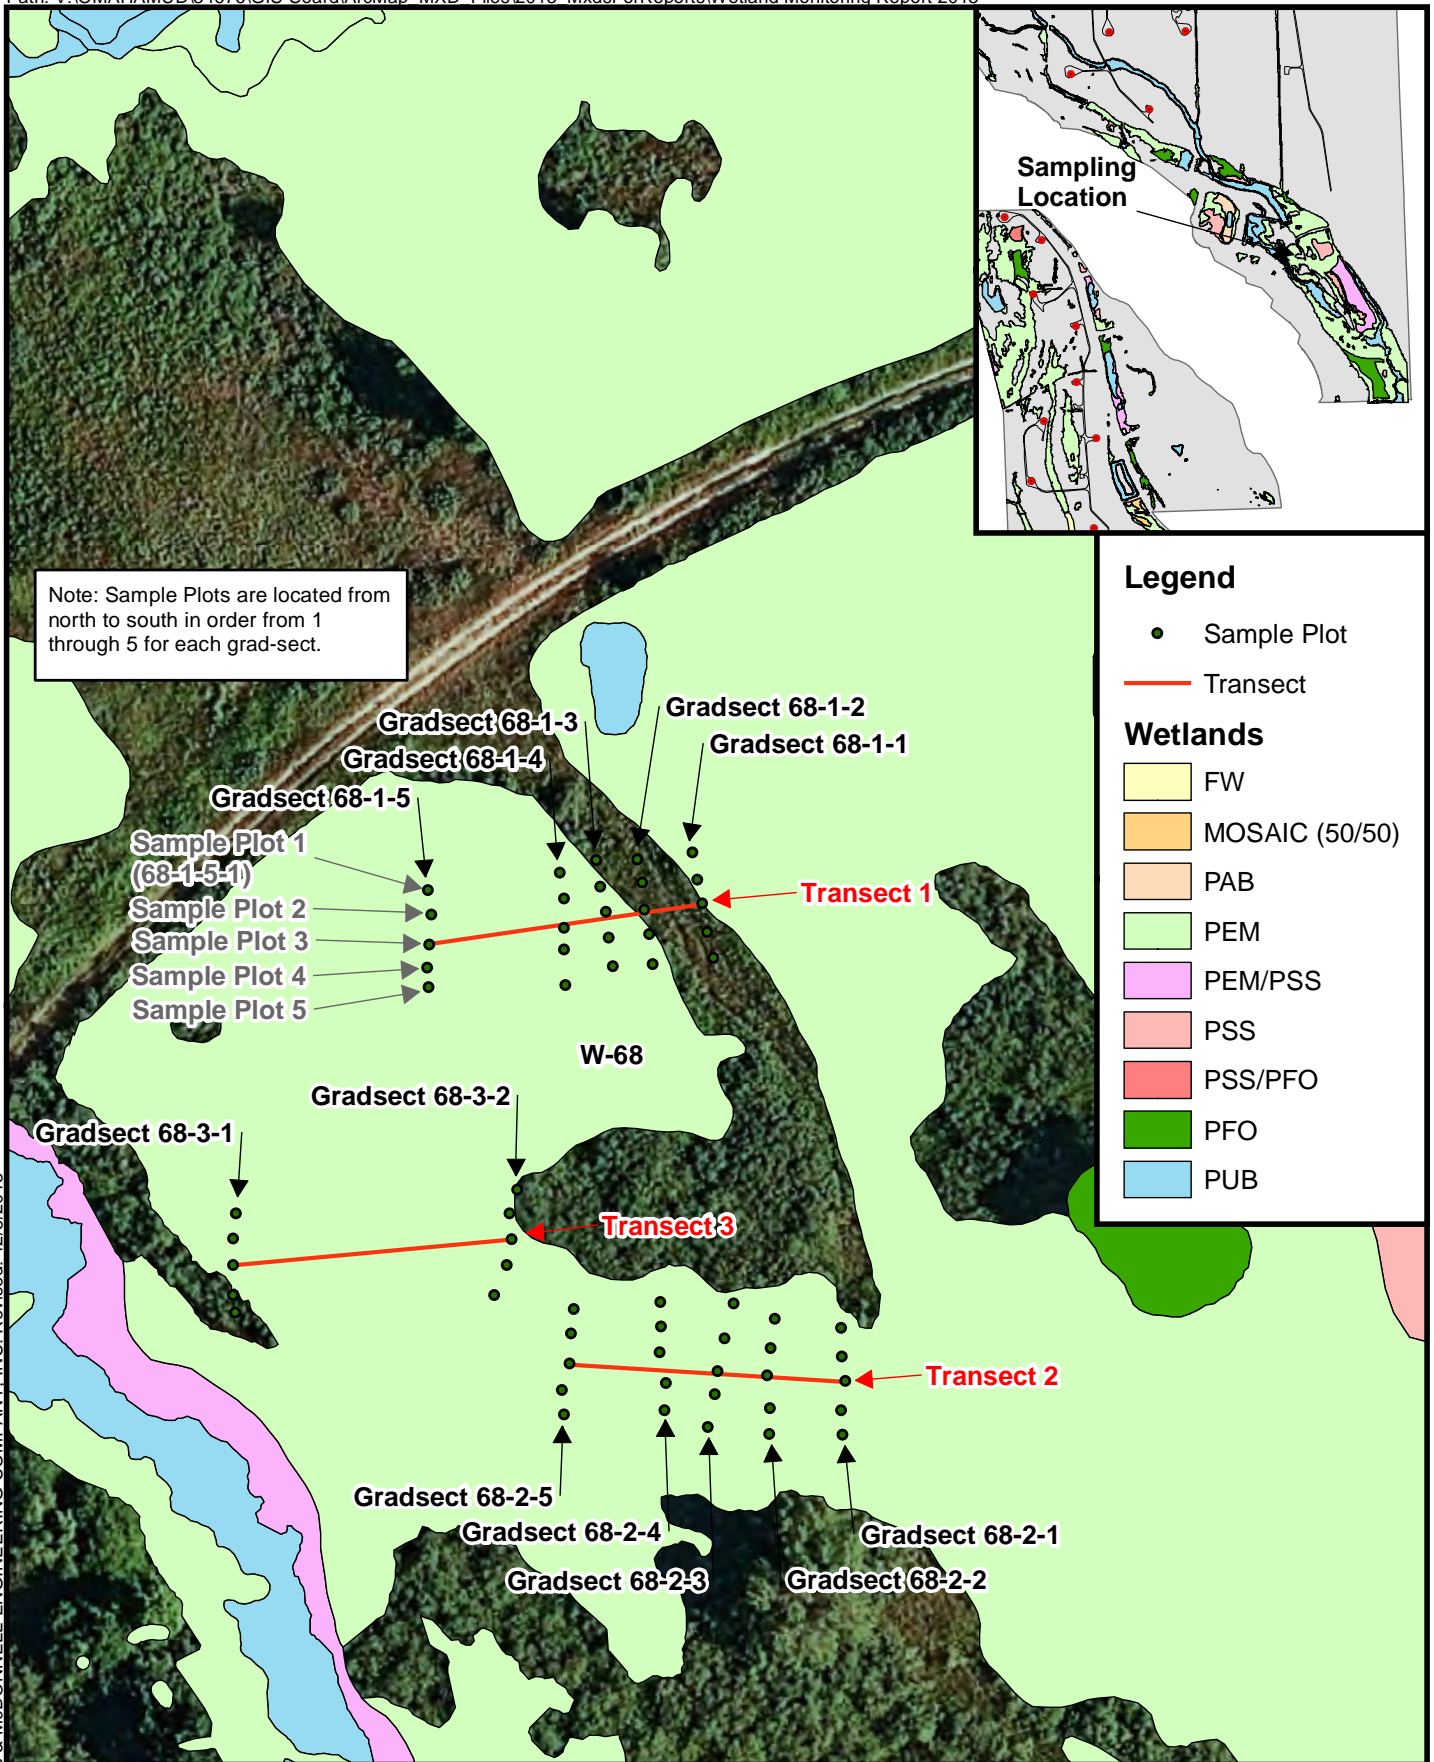 Sampling
Location
Note: Sample Plots are located from
north to south in order from 1
through 5 for each grad-sect.
Legend
Sample Plot
Transect
Wetlands
FW
MOSAIC (50/50)
PAB
PEM
PEM/PSS
PSS
PSS/PFO
PFO
PUB
Gradsect 68-1-3
Gradsect 68-1-2
Gradsect 68-1-4
Gradsect 68-1-1
Gradsect 68-1-5
Sample Plot 1
(68-1-5-1)
Sample Plot 2
Sample Plot 3
Sample Plot 4
Sample Plot 5
Transect 1
W-68
Gradsect 68-3-2
Gradsect 68-3-1
Transect 3
Transect 2
Gradsect 68-2-5
Gradsect 68-2-4
Gradsect 68-2-1
Gradsect 68-2-3
Gradsect 68-2-2